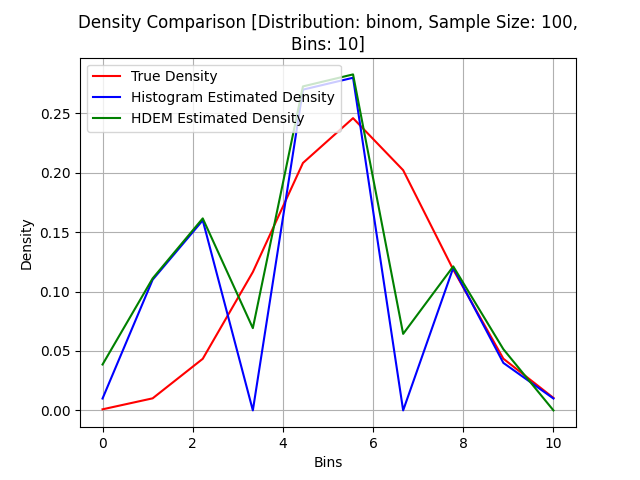 Density Comparison [Distribution: binom, Sample Size: 100,
Bins: 10]
True Density
Histogram Estimated Density
HDEM Estimated Density
Density
0.25
0.20
0.15
0.10
0.05
0.00
0 2 4 6 8 10
Bins